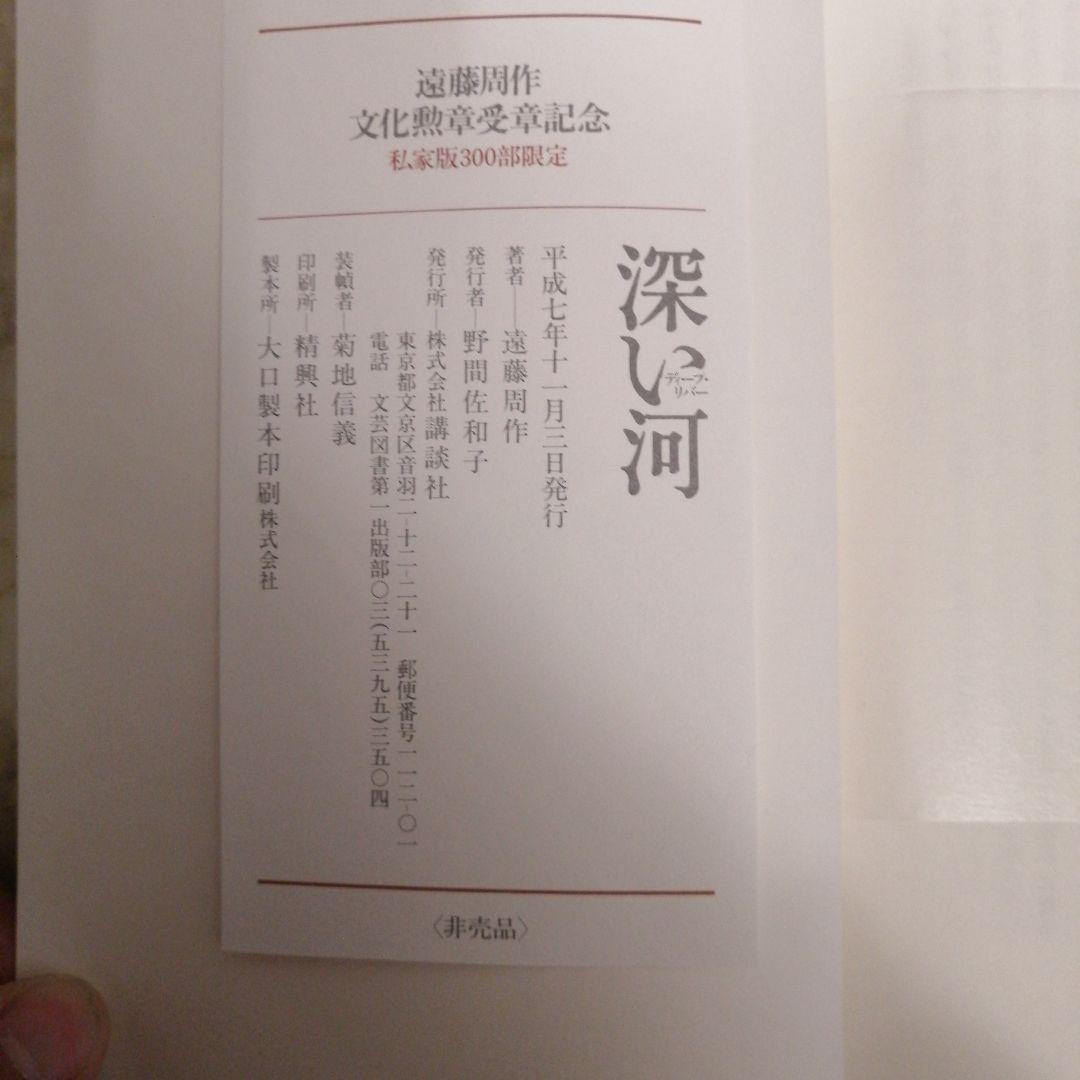 遠藤周作
文化勲章受章記念
私家版300部限定
深い河
ディープ・リバー
平成七年十一月三日発行
著者―遠藤周作
発行者―野間佐和子
発行所―株式会社講談社
東京都文京区音羽二-十二-二十一　郵便番号一一二-〇一
電話　文芸図書第一出版部〇三(五三九五)三五〇四
装幀者―菊地信義
印刷所―精興社
製本所―大口製本印刷株式会社
〈非売品〉